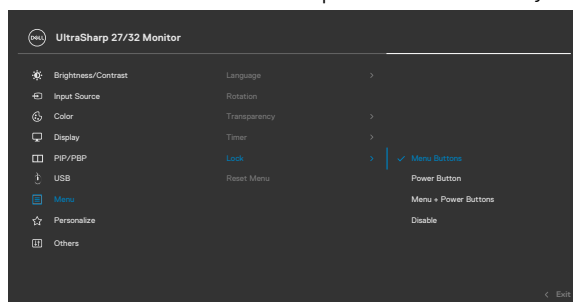 DELL UltraSharp 27/32 Monitor
Brightness/Contrast
Input Source
Color
Display
PIP/PBP
USB
Menu
Personalize
Others
Language
Rotation
Transparency
Timer
Lock
Reset Menu
Menu Buttons
Power Button
Menu + Power Buttons
Disable
Exit